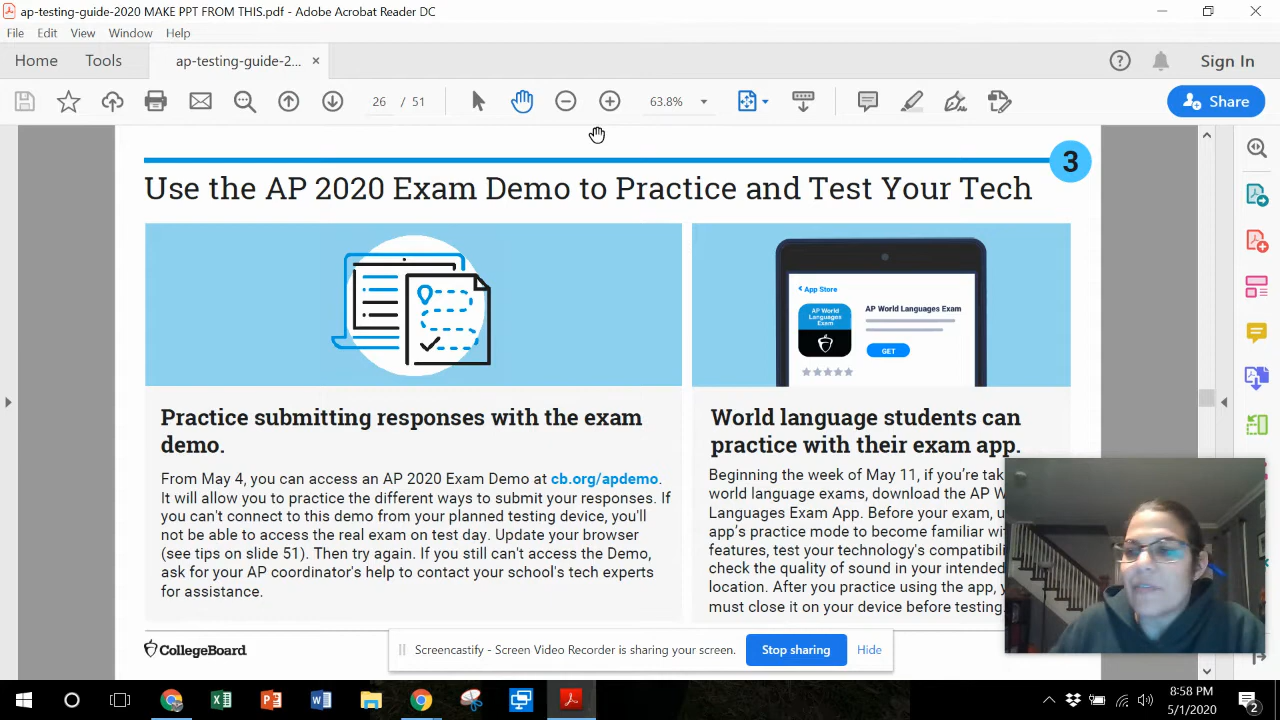 ap-testing-guide-2020 MAKE PPT FROM THIS.pdf - Adobe Acrobat Reader DC
File Edit View Window Help
Home Tools ap-testing-guide-2... × Sign In
26 / 51 63.8% Share
3
Use the AP 2020 Exam Demo to Practice and Test Your Tech
App Store
AP World Languages Exam
AP World Languages Exam
GET
Practice submitting responses with the exam
demo.
From May 4, you can access an AP 2020 Exam Demo at cb.org/apdemo.
It will allow you to practice the different ways to submit your responses. If
you can't connect to this demo from your planned testing device, you'll
not be able to access the real exam on test day. Update your browser
(see tips on slide 51). Then try again. If you still can't access the Demo,
ask for your AP coordinator's help to contact your school's tech experts
for assistance.
World language students can
practice with their exam app.
Beginning the week of May 11, if you're tak
world language exams, download the AP W
Languages Exam App. Before your exam, u
app's practice mode to become familiar wi
features, test your technology's compatibili
check the quality of sound in your intended
location. After you practice using the app, y
must close it on your device before testing.
CollegeBoard
Screencastify - Screen Video Recorder is sharing your screen. Stop sharing Hide
8:58 PM
5/1/2020
2